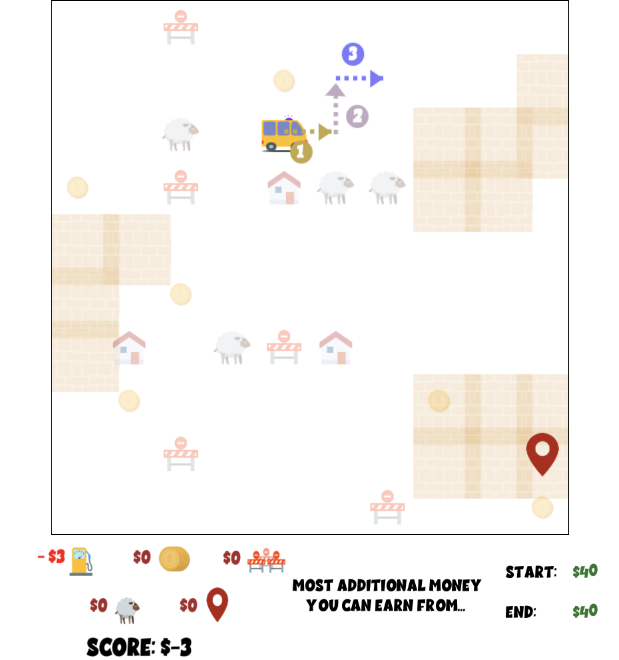 3
2
1
- $3
$0
$0
$0
$0
MOST ADDITIONAL MONEY
YOU CAN EARN FROM...
START: $40
END: $40
SCORE: $-3